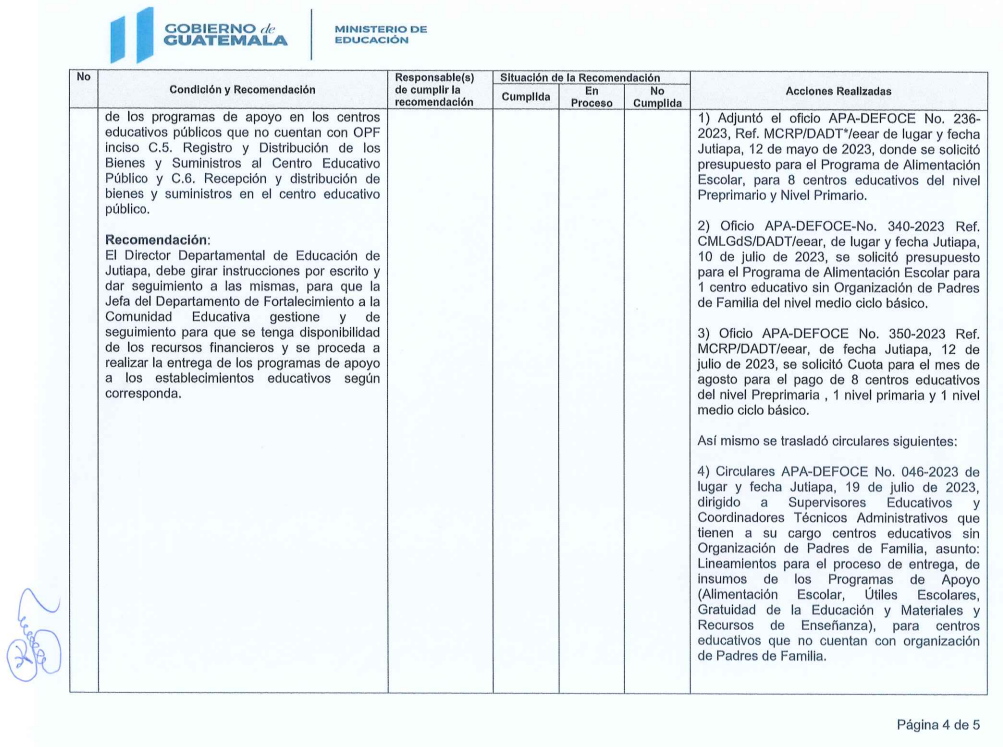 GOBIERNO de
GUATEMALA
MINISTERIO DE
EDUCACIÓN
No
Condición y Recomendación
Responsable(s)
de cumplir la
recomendación
Situación de la Recomendación
Cumplida
En
Proceso
No
Cumplida
Acciones Realizadas
de los programas de apoyo en los centros
educativos públicos que no cuentan con OPF
inciso C.5. Registro y Distribución de los
Bienes y Suministros al Centro Educativo
Público y C.6. Recepción y distribución de
bienes y suministros en el centro educativo
público.
Recomendación:
El Director Departamental de Educación de
Jutiapa, debe girar instrucciones por escrito y
dar seguimiento a las mismas, para que la
Jefa del Departamento de Fortalecimiento a la
Comunidad Educativa gestione y de
seguimiento para que se tenga disponibilidad
de los recursos financieros y se proceda a
realizar la entrega de los programas de apoyo
a los establecimientos educativos según
corresponda.
1) Adjuntó el oficio APA-DEFOCE No. 236-
2023, Ref. MCRP/DADT*/eear de lugar y fecha
Jutiapa, 12 de mayo de 2023, donde se solicitó
presupuesto para el Programa de Alimentación
Escolar, para 8 centros educativos del nivel
Preprimario y Nivel Primario.
2) Oficio APA-DEFOCE-No. 340-2023 Ref.
CMLGdS/DADT/eear, de lugar y fecha Jutiapa,
10 de julio de 2023, se solicitó presupuesto
para el Programa de Alimentación Escolar para
1 centro educativo sin Organización de Padres
de Familia del nivel medio ciclo básico.
3) Oficio APA-DEFOCE No. 350-2023 Ref.
MCRP/DADT/eear, de fecha Jutiapa, 12 de
julio de 2023, se solicitó Cuota para el mes de
agosto para el pago de 8 centros educativos
del nivel Preprimaria , 1 nivel primaria y 1 nivel
medio ciclo básico.
Así mismo se trasladó circulares siguientes:
4) Circulares APA-DEFOCE No. 046-2023 de
lugar y fecha Jutiapa, 19 de julio de 2023,
dirigido a Supervisores Educativos y
Coordinadores Técnicos Administrativos que
tienen a su cargo centros educativos sin
Organización de Padres de Familia, asunto:
Lineamientos para el proceso de entrega, de
insumos de los Programas de Apoyo
(Alimentación Escolar, Útiles Escolares,
Gratuidad de la Educación y Materiales y
Recursos de Enseñanza), para centros
educativos que no cuentan con organización
de Padres de Familia.
Página 4 de 5